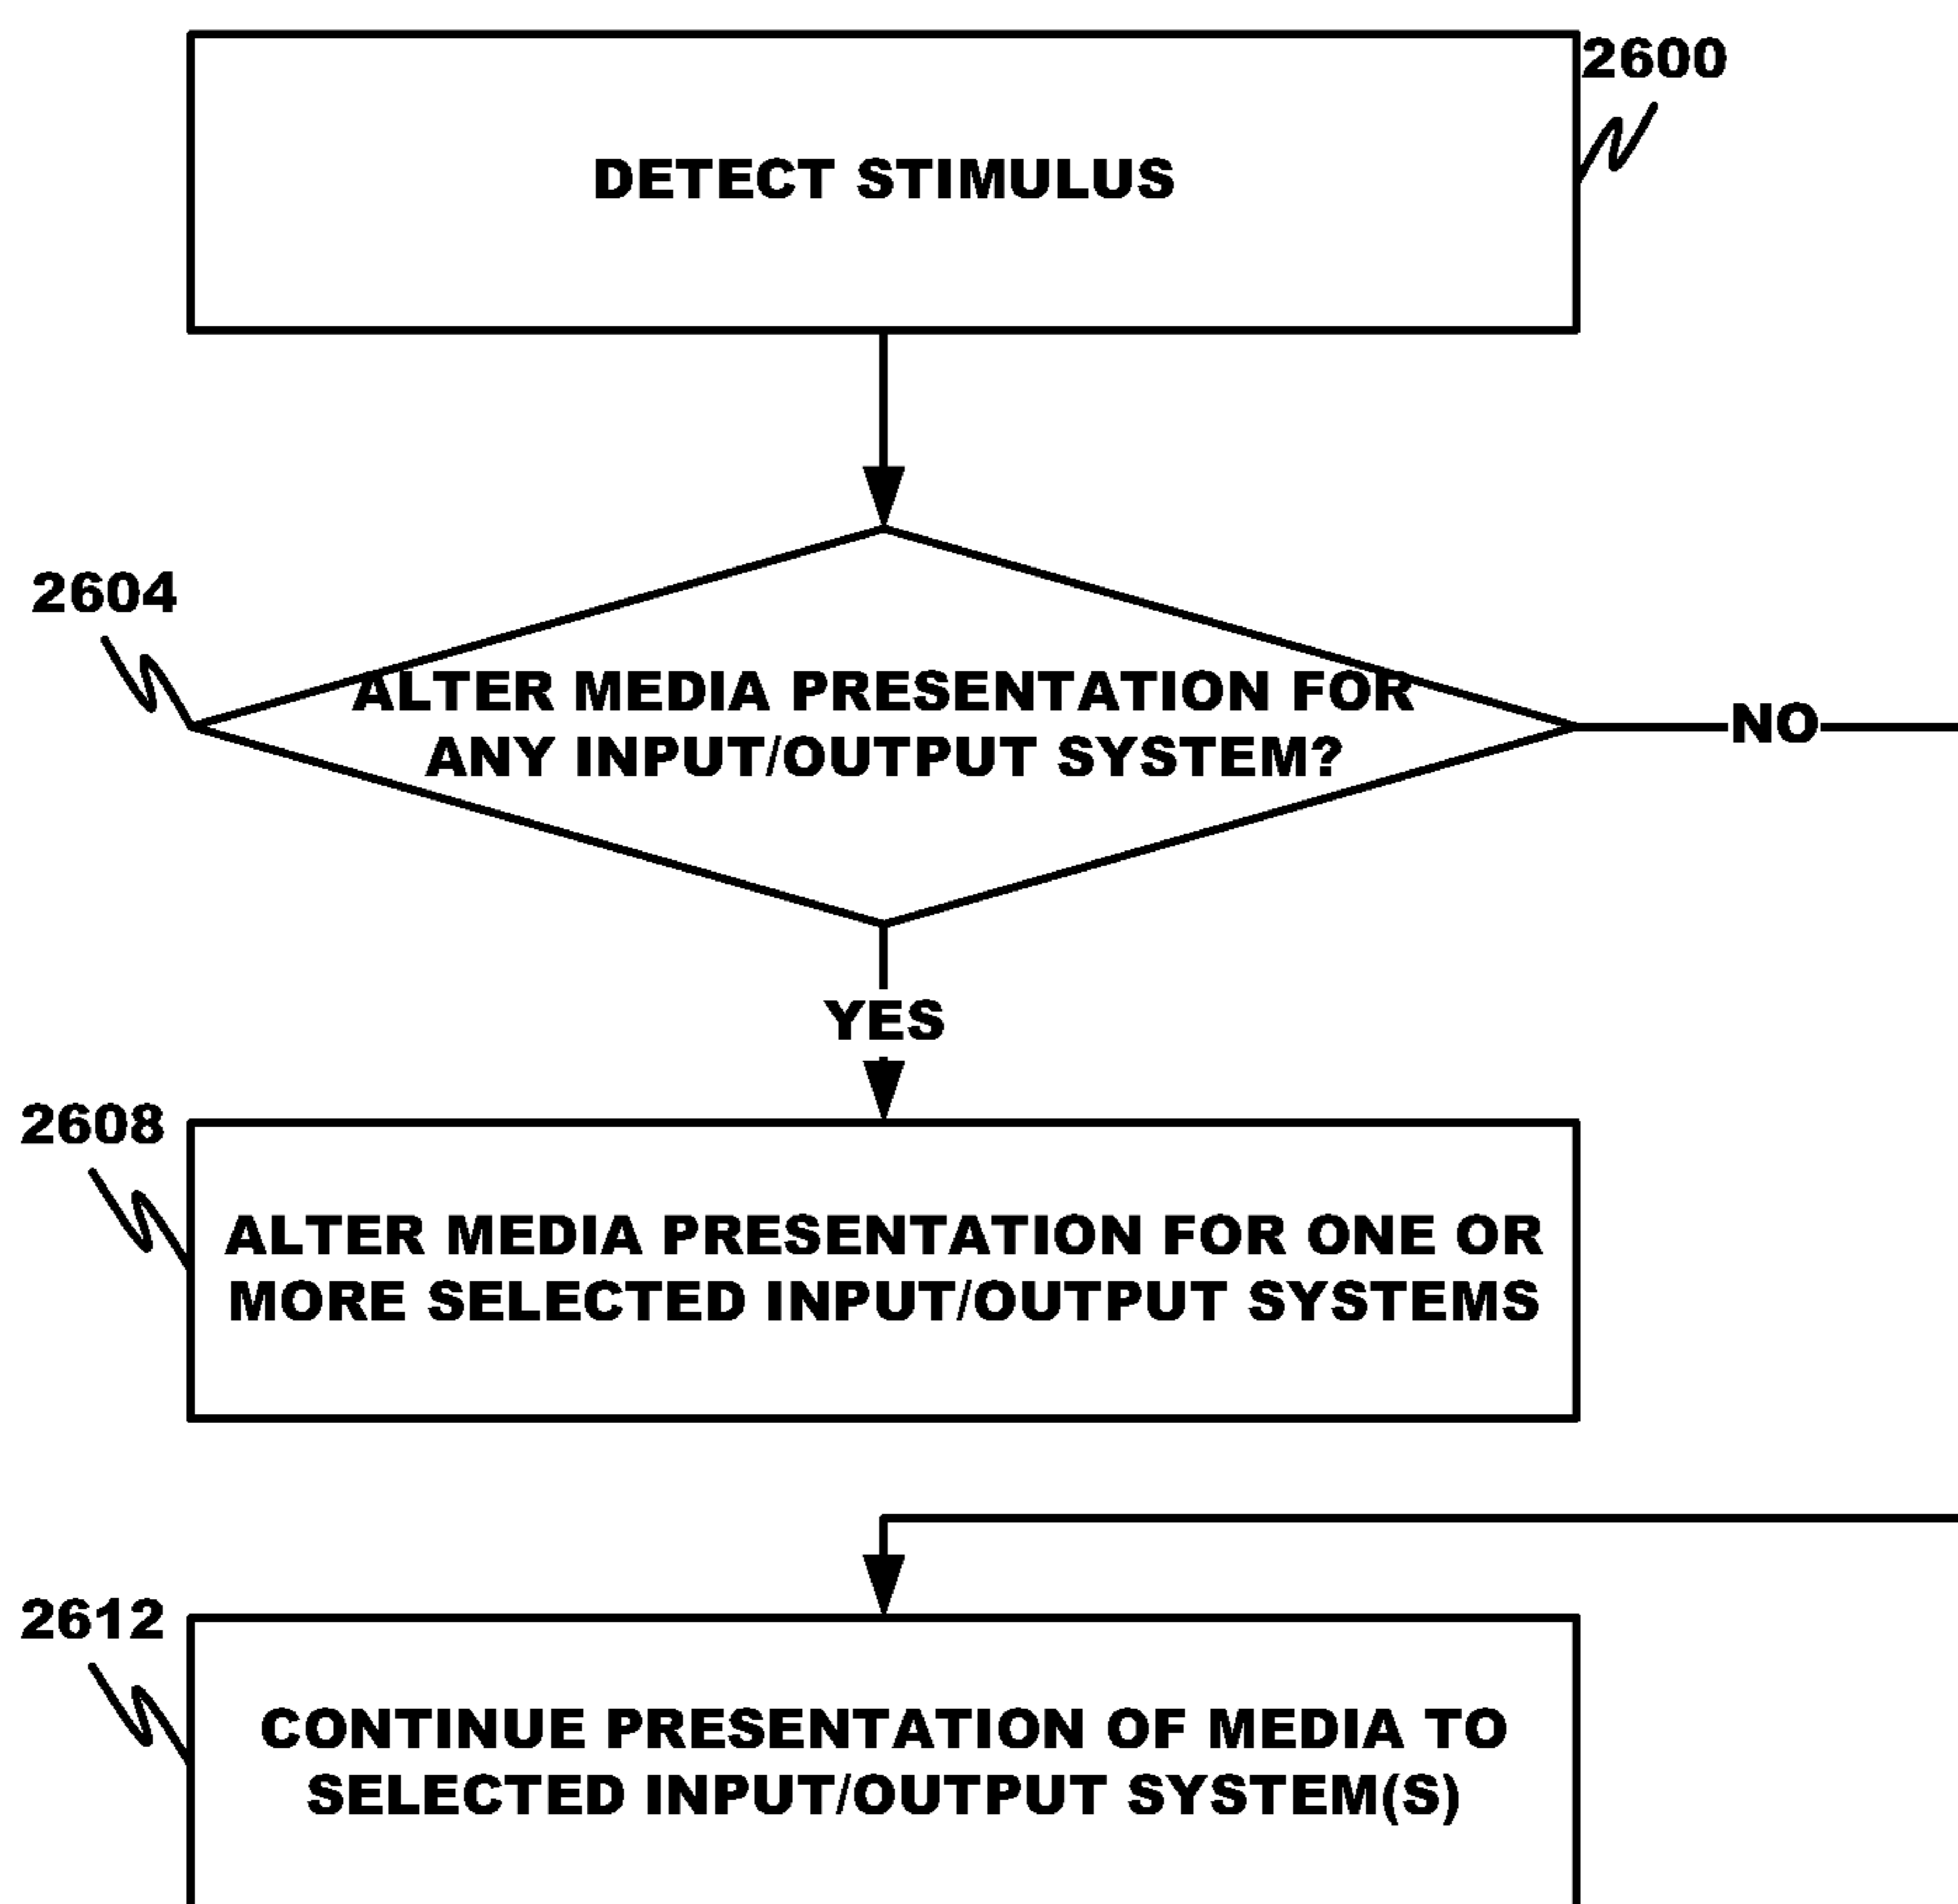 2600
DETECT STIMULUS
2604
ALTER MEDIA PRESENTATION FOR
ANY INPUT/OUTPUT SYSTEM?
NO
YES
2608
ALTER MEDIA PRESENTATION FOR ONE OR
MORE SELECTED INPUT/OUTPUT SYSTEMS
2612
CONTINUE PRESENTATION OF MEDIA TO
SELECTED INPUT/OUTPUT SYSTEM(S)